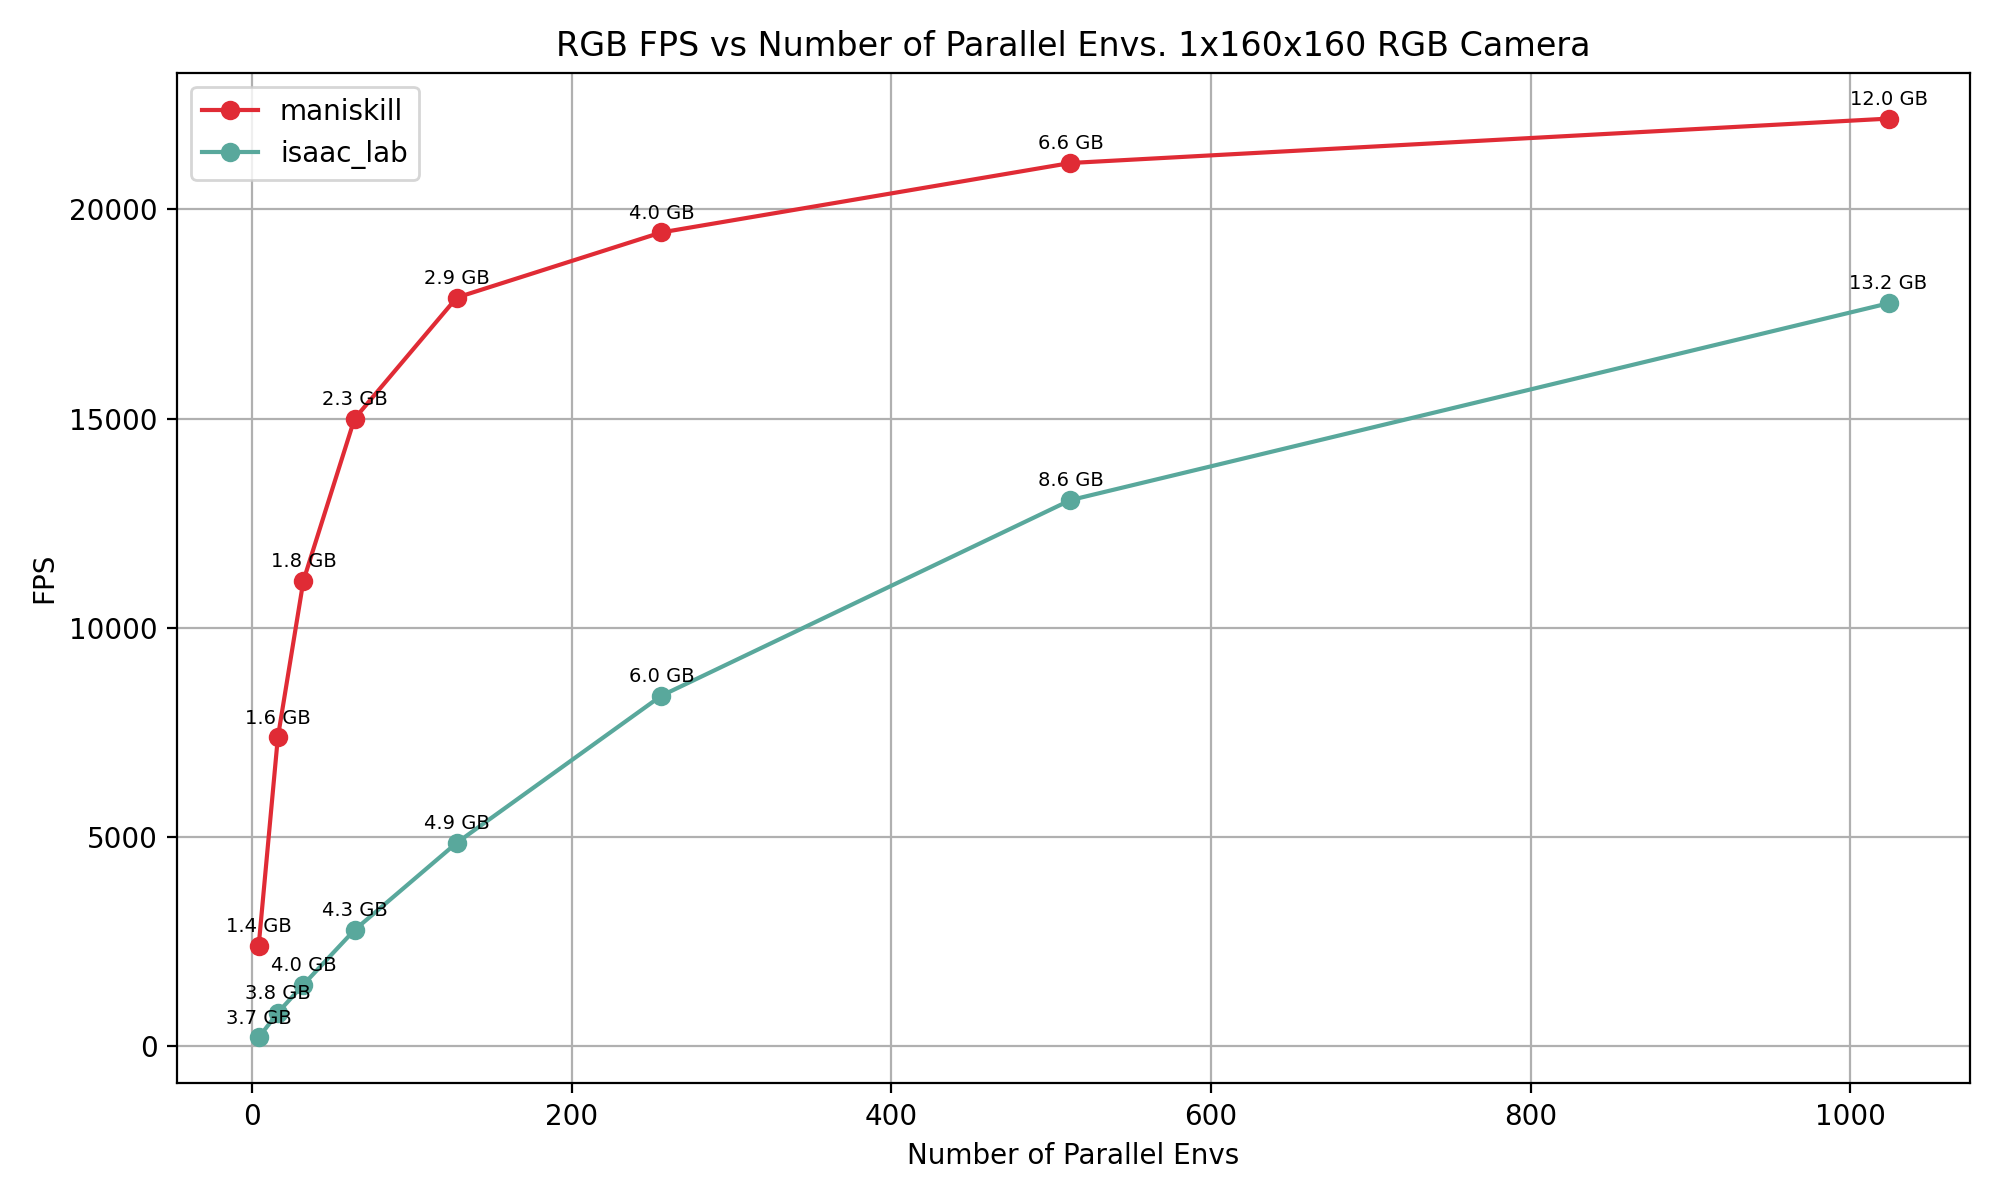 RGB FPS vs Number of Parallel Envs. 1x160x160 RGB Camera
maniskill
isaac_lab
12.0 GB
6.6 GB
4.0 GB
2.9 GB
2.3 GB
1.8 GB
1.6 GB
1.4 GB
13.2 GB
8.6 GB
6.0 GB
4.9 GB
4.3 GB
4.0 GB
3.8 GB
3.7 GB
20000
15000
10000
5000
0
FPS
0 200 400 600 800 1000
Number of Parallel Envs